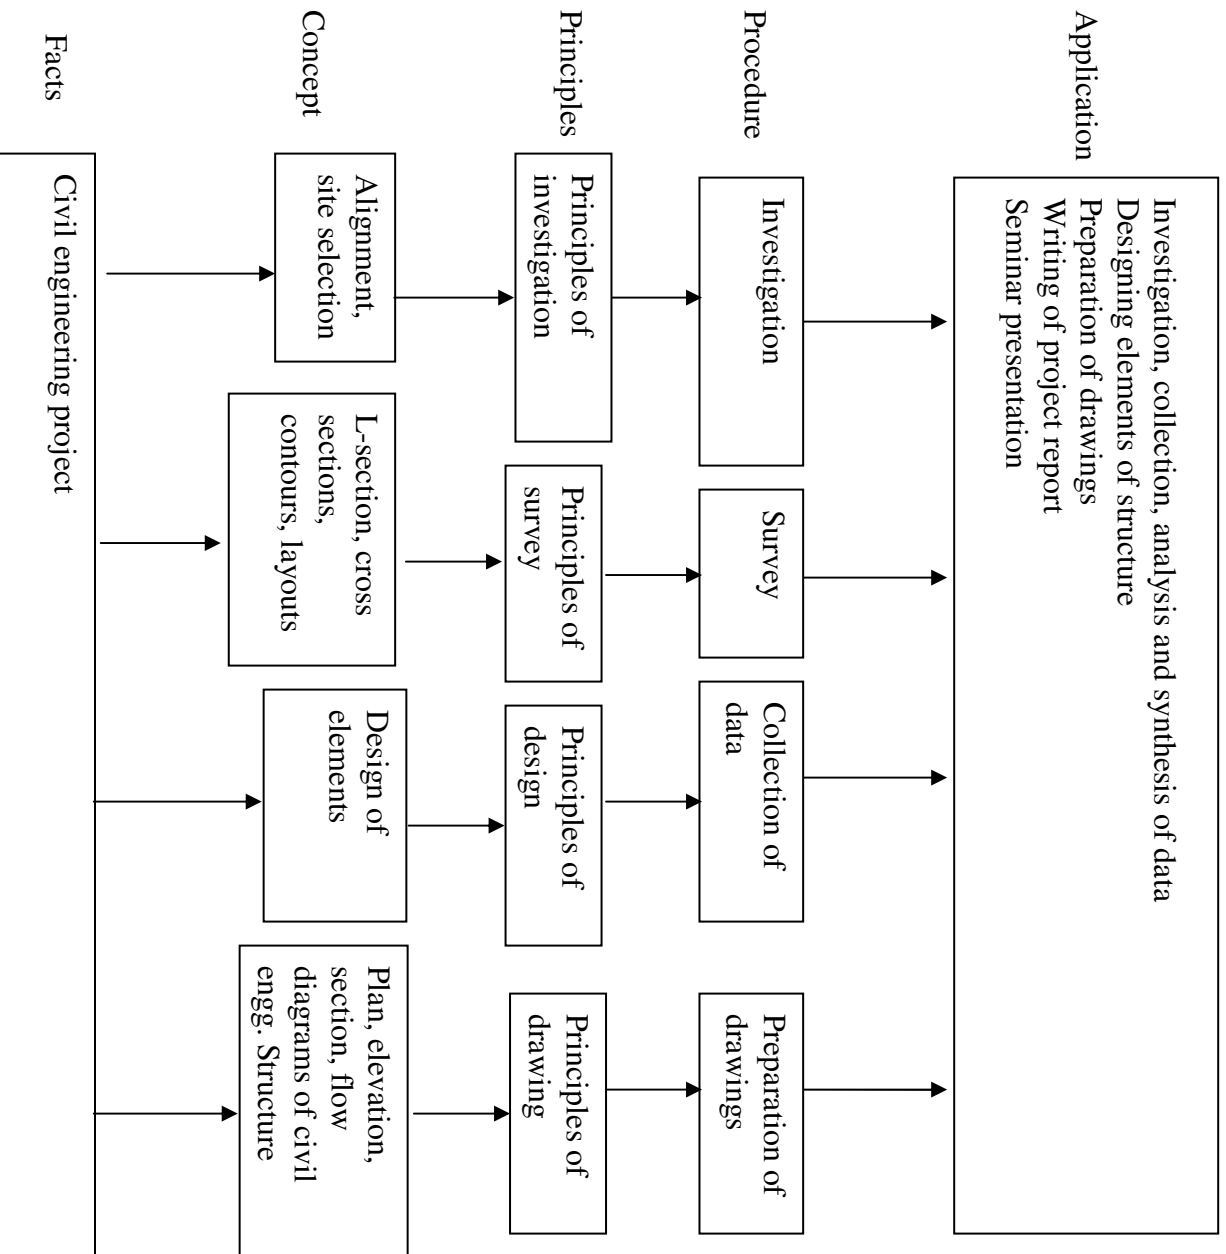 Application
Investigation, collection, analysis and synthesis of data
Designing elements of structure
Preparation of drawings
Writing of project report
Seminar presentation
Procedure
Investigation
Survey
Collection of
data
Preparation of
drawings
Principles
Principles of
investigation
Principles of
survey
Principles of
design
Principles of
drawing
Concept
Alignment,
site selection
L-section, cross
sections,
contours, layouts
Design of
elements
Plan, elevation,
section, flow
diagrams of civil
engg. Structure
Facts
Civil engineering project